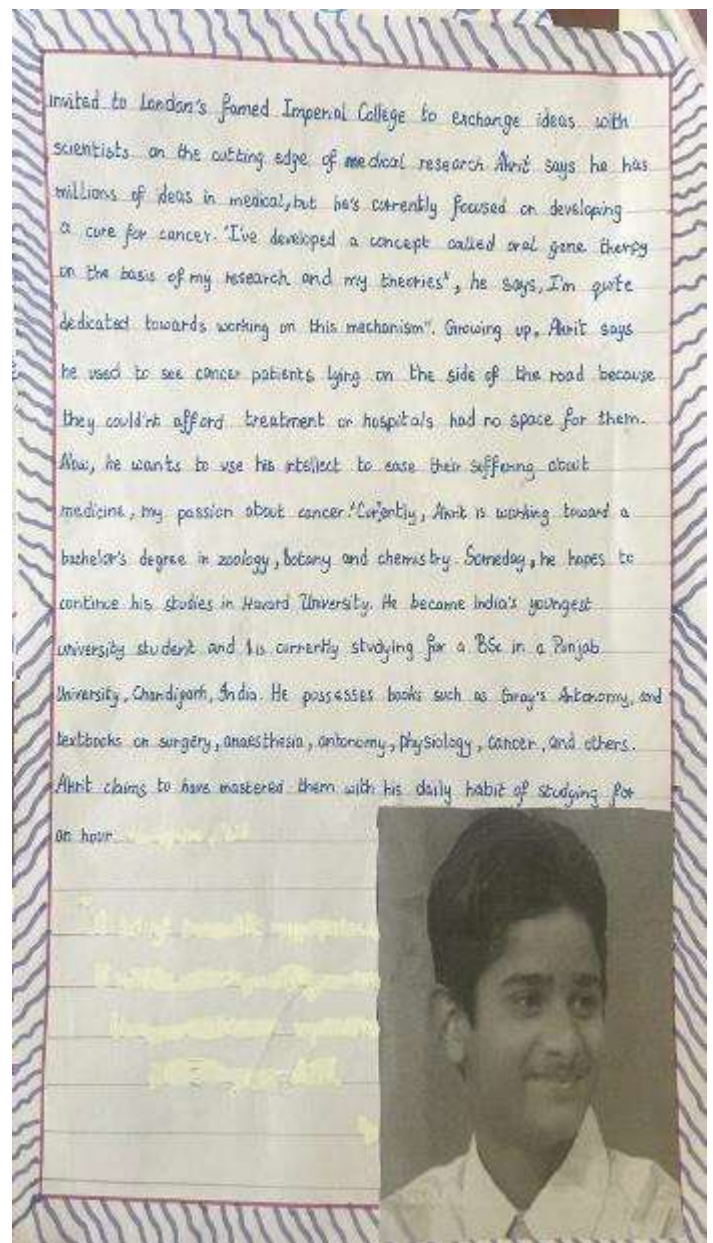 invited to London's famed Imperial College to exchange ideas with
scientists on the cutting edge of medical research Akrit says he has
millions of ideas in medical, but he's currently focused on developing
a cure for cancer. "I've developed a concept called oral gene therpy
on the basis of my research and my theories", he says, I'm quite
dedicated towards working on this mechanism". Growing up, Akrit says
he used to see cancer patients lying on the side of the road because
they could'nt afford treatment or hospitals had no space for them.
Now, he wants to use his intellect to ease their suffering about
medicine, my passion about cancer." Currently, Akrit is working toward a
bachelor's degree in zoology, botany and chemistry. Someday, he hopes to
continue his studies in Havard University. He became India's youngest
university student and is currently studying for a BSc in a Punjab
University, Chandigarh, India. He possesses books such as Gray's Antonomy, and
textbooks on surgery, anaesthesia, antonomy, physiology, cancer, and others.
Akrit claims to have mastered them with his daily habit of studying for
an hour